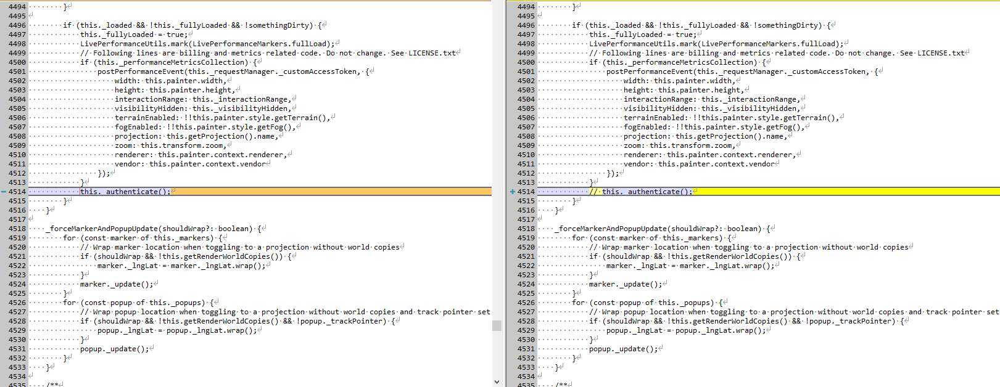 4494 }
4495
4496 if (this._loaded && !this._fullyLoaded && !somethingDirty) {
4497 this._fullyLoaded = true;
4498 LivePerformanceUtils.mark(LivePerformanceMarkers.fullLoad);
4499 // Following lines are billing and metrics related code. Do not change. See LICENSE.txt
4500 if (this._performanceMetricsCollection) {
4501 postPerformanceEvent(this._requestManager._customAccessToken, {
4502 width: this.painter.width,
4503 height: this.painter.height,
4504 interactionRange: this._interactionRange,
4505 visibilityHidden: this._visibilityHidden,
4506 terrainEnabled: !!this.painter.style.getTerrain(),
4507 fogEnabled: !!this.painter.style.getFog(),
4508 projection: this.getProjection().name,
4509 zoom: this.transform.zoom,
4510 renderer: this.painter.context.renderer,
4511 vendor: this.painter.context.vendor
4512 });
4513 }
4514 this._authenticate();
4515 }
4516 }
4517
4518 _forceMarkerAndPopupUpdate(shouldWrap?: boolean) {
4519 for (const marker of this._markers) {
4520 // Wrap marker location when toggling to a projection without world copies
4521 if (shouldWrap && !this.getRenderWorldCopies()) {
4522 marker._lngLat = marker._lngLat.wrap();
4523 }
4524 marker._update();
4525 }
4526 for (const popup of this._popups) {
4527 // Wrap popup location when toggling to a projection without world copies and track pointer set
4528 if (shouldWrap && !this.getRenderWorldCopies() && !popup._trackPointer) {
4529 popup._lngLat = popup._lngLat.wrap();
4530 }
4531 popup._update();
4532 }
4533 }
4534
4535 /**
4494 }
4495
4496 if (this._loaded && !this._fullyLoaded && !somethingDirty) {
4497 this._fullyLoaded = true;
4498 LivePerformanceUtils.mark(LivePerformanceMarkers.fullLoad);
4499 // Following lines are billing and metrics related code. Do not change. See LICENSE.txt
4500 if (this._performanceMetricsCollection) {
4501 postPerformanceEvent(this._requestManager._customAccessToken, {
4502 width: this.painter.width,
4503 height: this.painter.height,
4504 interactionRange: this._interactionRange,
4505 visibilityHidden: this._visibilityHidden,
4506 terrainEnabled: !!this.painter.style.getTerrain(),
4507 fogEnabled: !!this.painter.style.getFog(),
4508 projection: this.getProjection().name,
4509 zoom: this.transform.zoom,
4510 renderer: this.painter.context.renderer,
4511 vendor: this.painter.context.vendor
4512 });
4513 }
4514 // this._authenticate();
4515 }
4516 }
4517
4518 _forceMarkerAndPopupUpdate(shouldWrap?: boolean) {
4519 for (const marker of this._markers) {
4520 // Wrap marker location when toggling to a projection without world copies
4521 if (shouldWrap && !this.getRenderWorldCopies()) {
4522 marker._lngLat = marker._lngLat.wrap();
4523 }
4524 marker._update();
4525 }
4526 for (const popup of this._popups) {
4527 // Wrap popup location when toggling to a projection without world copies and track pointer set
4528 if (shouldWrap && !this.getRenderWorldCopies() && !popup._trackPointer) {
4529 popup._lngLat = popup._lngLat.wrap();
4530 }
4531 popup._update();
4532 }
4533 }
4534
4535 /**